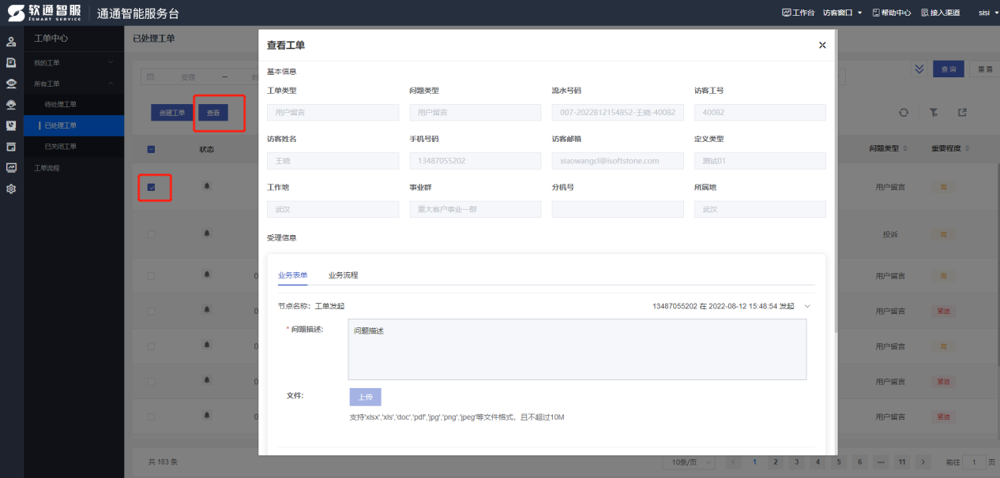 软通智服
iSMART SERVICE
通通智能服务台
工作台 访客窗口 帮助中心 接入渠道 sisi
工单中心
我的工单
所有工单
待处理工单
已处理工单
已关闭工单
工单流程
已处理工单
受理 —
查询 重置
创建工单 查看
状态 问题类型 重要程度
用户留言 高
投诉 高
用户留言 高
0 用户留言 紧迫
0 用户留言 高
0 用户留言 紧迫
0 用户留言 紧迫
共 103 条
10条/页 1 2 3 4 5 6 ••• 11 前往 1 页
查看工单
基本信息
工单类型 问题类型 流水号码 访客工号
用户留言 用户留言 007-2022812154852-王晓-40082 40082
访客姓名 手机号码 访客邮箱 定义类型
王晓 13487055202 xiaowangcl@isoftstone.com 测试01
工作地 事业群 分机号 所属地
武汉 重大客户事业一群 武汉
受理信息
业务表单 业务流程
节点名称: 工单发起 13487055202 在 2022-08-12 15:48:54 发起
* 问题描述: 问题描述
文件: 上传
支持'xlsx','xls','doc','pdf','jpg','png','jpeg'等文件格式，且不超过10M